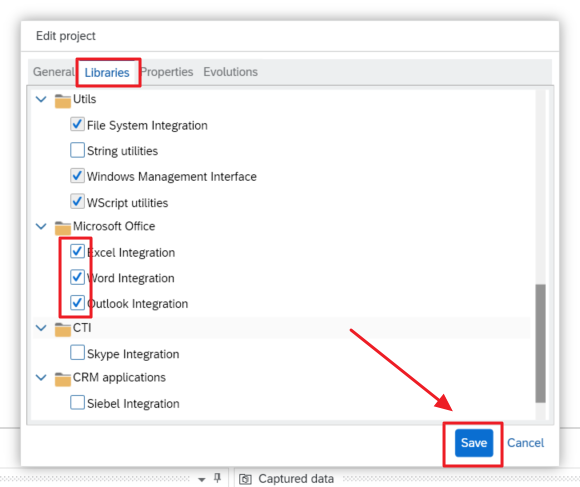 Edit project
General Libraries Properties Evolutions
Utils
File System Integration
String utilities
Windows Management Interface
WScript utilities
Microsoft Office
Excel Integration
Word Integration
Outlook Integration
CTI
Skype Integration
CRM applications
Siebel Integration
Save Cancel
Captured data